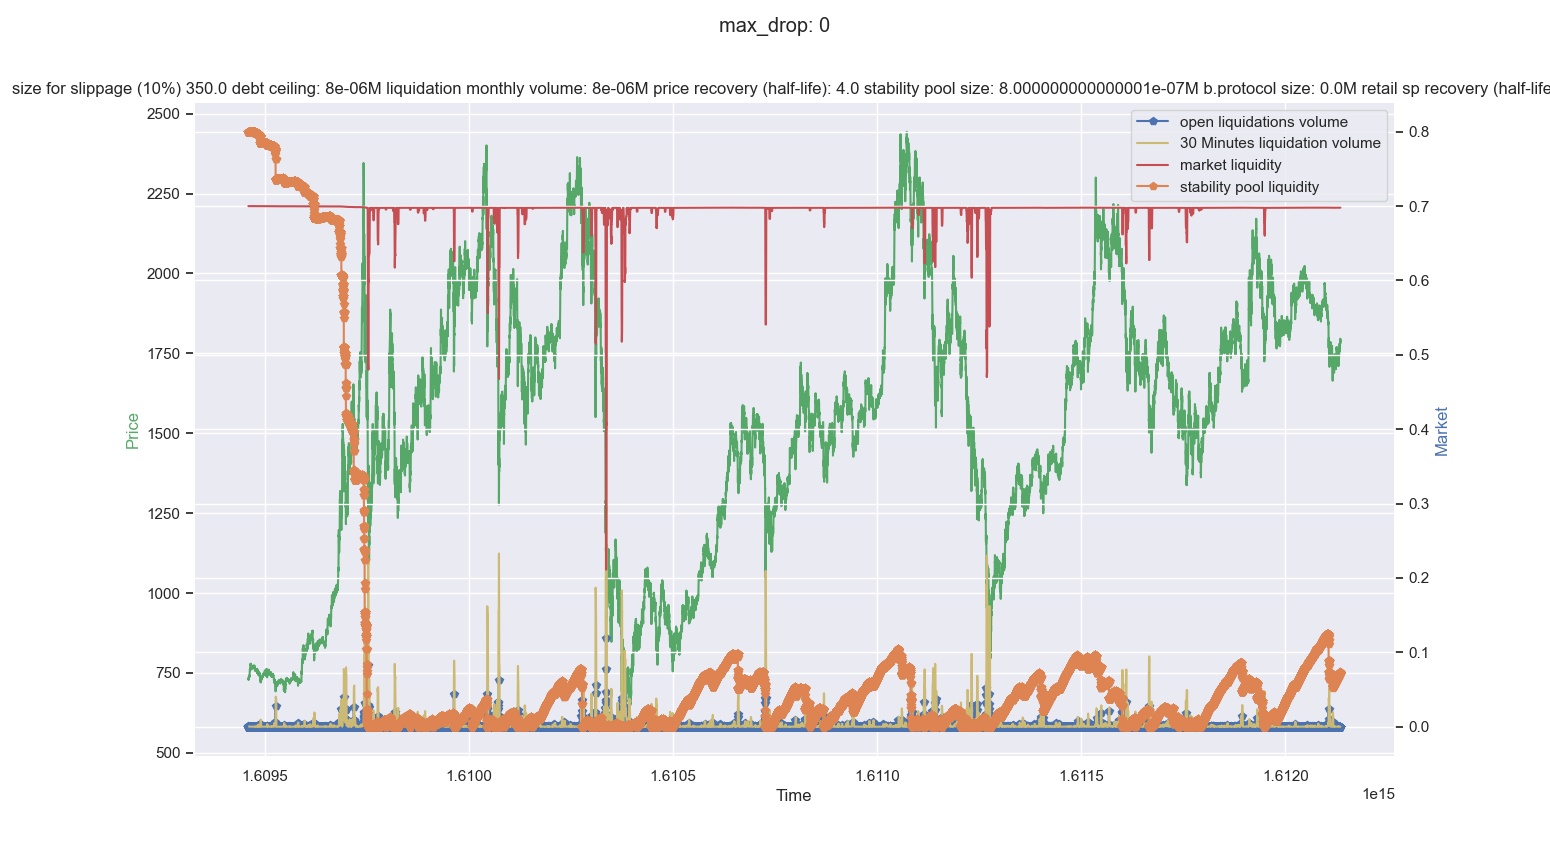 max_drop: 0
size for slippage (10%) 350.0 debt ceiling: 8e-06M liquidation monthly volume: 8e-06M price recovery (half-life): 4.0 stability pool size: 8.000000000000001e-07M b.protocol size: 0.0M retail sp recovery (half-life
open liquidations volume
30 Minutes liquidation volume
market liquidity
stability pool liquidity
2500
2250
2000
1750
1500
1250
1000
750
500
Price
0.8
0.7
0.6
0.5
0.4
0.3
0.2
0.1
0.0
Market
1.6095 1.6100 1.6105 1.6110 1.6115 1.6120
1e15
Time